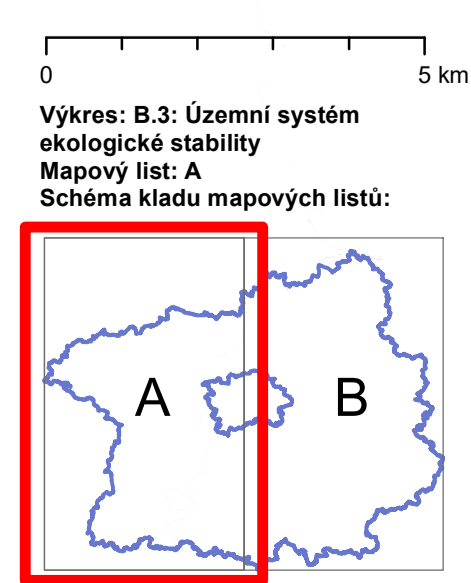 0 5 km
Výkres: B.3: Územní systém
ekologické stability
Mapový list: A
Schéma kladu mapových listů:
A B